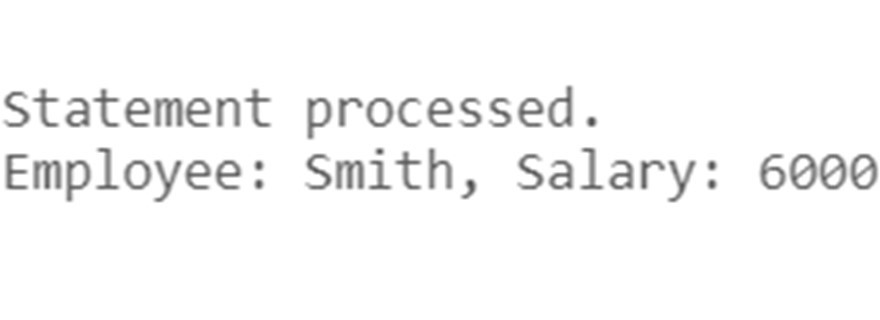 Statement processed.
Employee: Smith, Salary: 6000